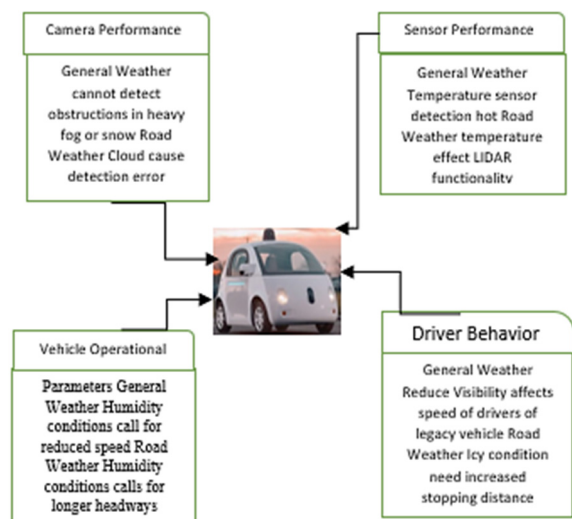 Camera Performance
General Weather
cannot detect
obstructions in heavy
fog or snow Road
Weather Cloud cause
detection error
Sensor Performance
General Weather
Temperature sensor
detection hot Road
Weather temperature
effect LIDAR
functionality
Vehicle Operational
Parameters General
Weather Humidity
conditions call for
reduced speed Road
Weather Humidity
conditions calls for
longer headways
Driver Behavior
General Weather
Reduce Visibility affects
speed of drivers of
legacy vehicle Road
Weather Icy condition
need increased
stopping distance